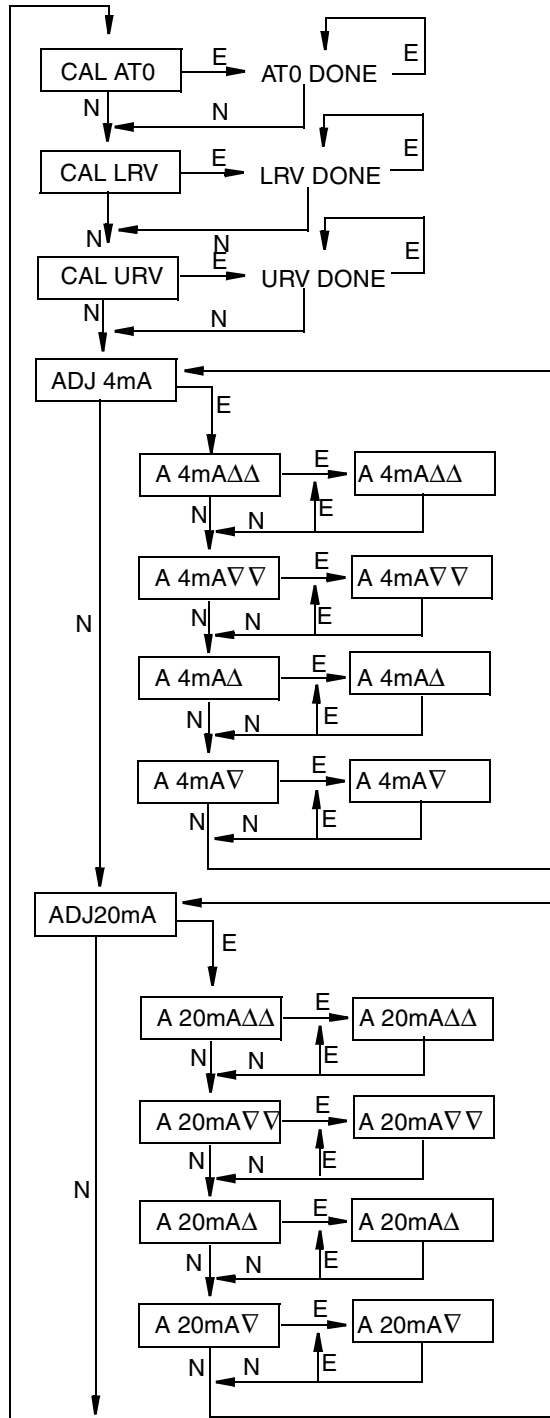 E
CAL AT0 E AT0 DONE
N N
E
CAL LRV E LRV DONE
N N
E
CAL URV E URV DONE
N N
ADJ 4mA
E
A 4mAΔΔ E A 4mAΔΔ
N N E
A 4mA∇∇ E A 4mA∇∇
N N E
N
A 4mAΔ E A 4mAΔ
N N E
A 4mA∇ E A 4mA∇
N N E
ADJ20mA
E
A 20mAΔΔ E A 20mAΔΔ
N N E
A 20mA∇∇ E A 20mA∇∇
N N E
N
A 20mAΔ E A 20mAΔ
N N E
A 20mA∇ E A 20mA∇
N N E